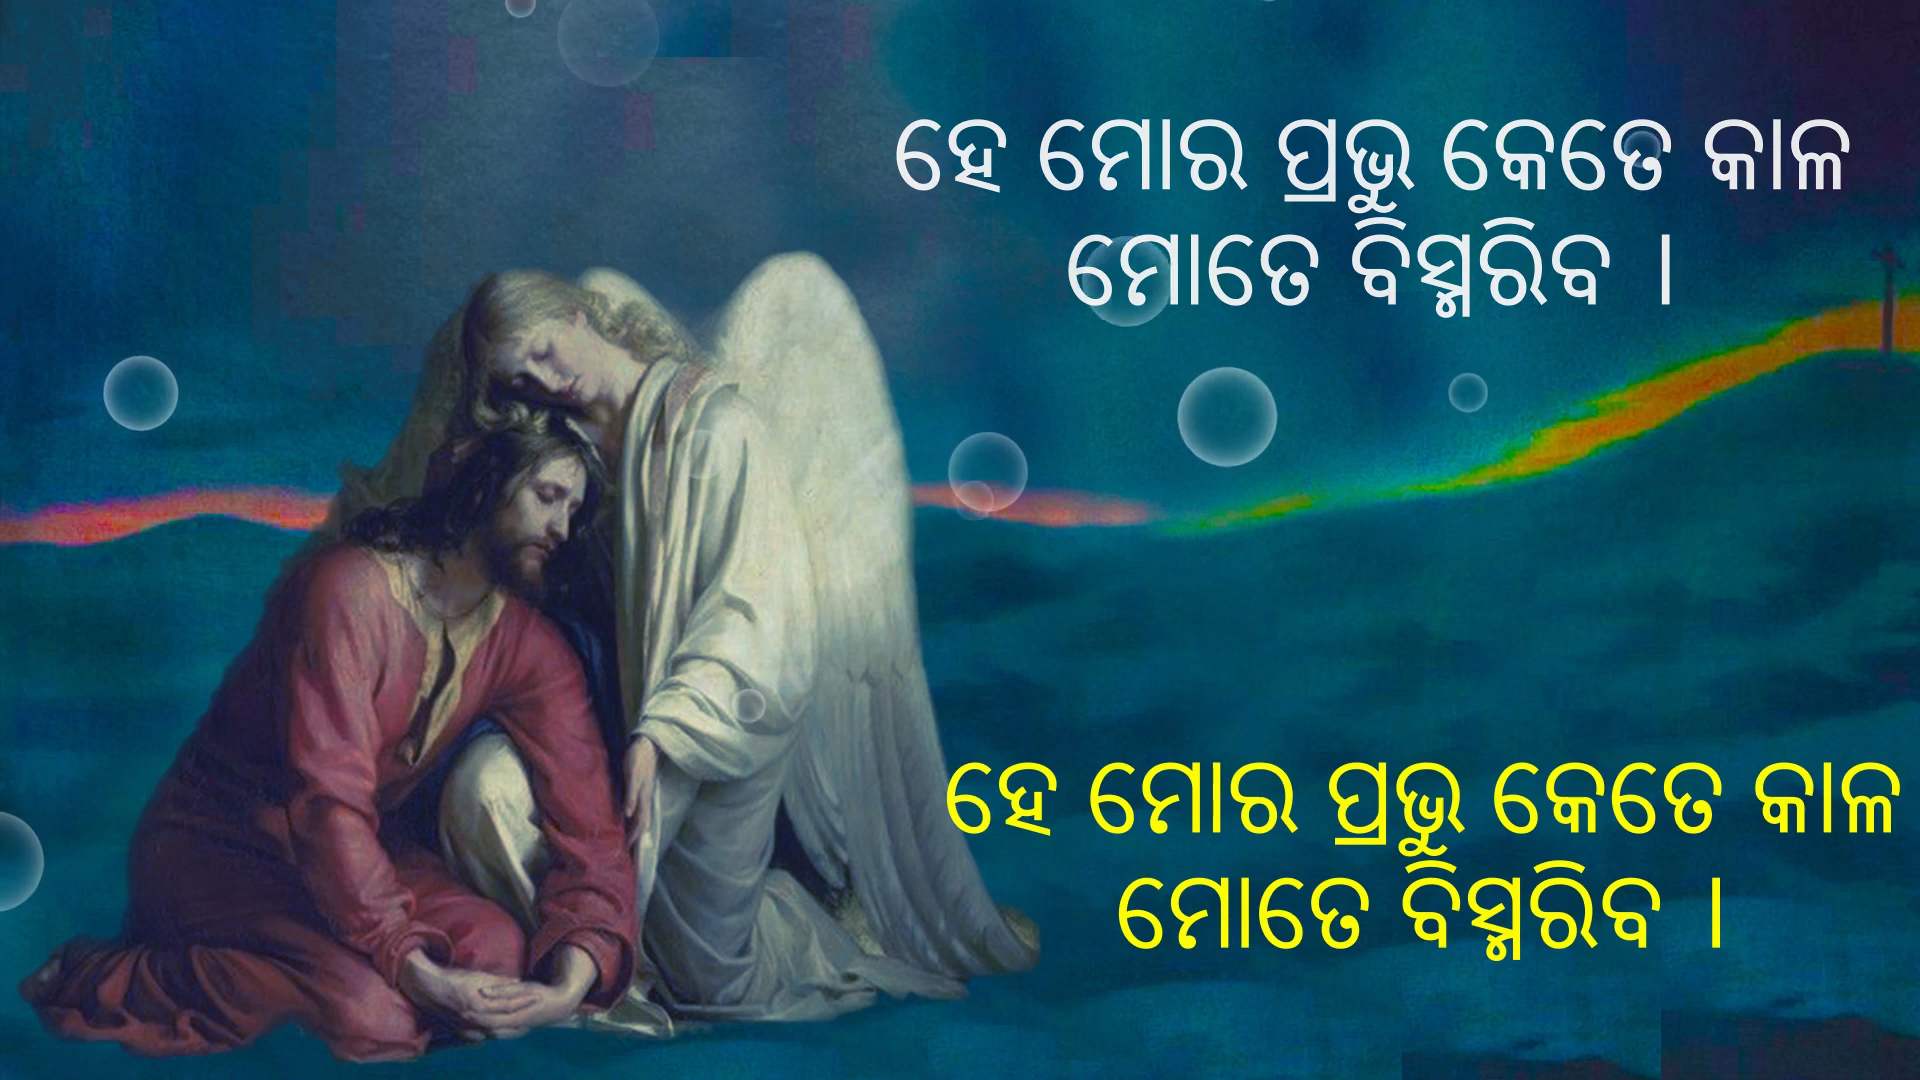 ହେ ମୋର ପ୍ରଭୁ କେତେ କାଳ
ମୋତେ ବିସ୍ମରିବ ।
ହେ ମୋର ପ୍ରଭୁ କେତେ କାଳ
ମୋତେ ବିସ୍ମରିବ ।